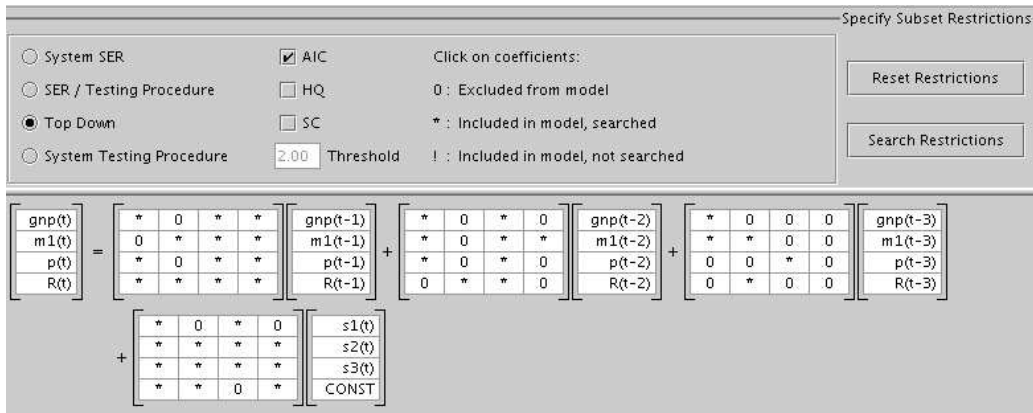 Specify Subset Restrictions
System SER AIC Click on coefficients:
SER / Testing Procedure HQ 0 : Excluded from model
Top Down SC * : Included in model, searched
System Testing Procedure 2.00 Threshold ! : Included in model, not searched
Reset Restrictions
Search Restrictions
gnp(t) * 0 * * gnp(t-1) * 0 * 0 gnp(t-2) * 0 0 0 gnp(t-3)
m1(t) 0 * * * m1(t-1) * 0 * * m1(t-2) * * 0 0 m1(t-3)
= + +
p(t) * 0 * * p(t-1) * 0 * 0 p(t-2) 0 0 * 0 p(t-3)
R(t) * * * * R(t-1) 0 * * 0 R(t-2) 0 * 0 0 R(t-3)
* 0 * 0 s1(t)
* * * * s2(t)
+
* * * * s3(t)
* * 0 * CONST